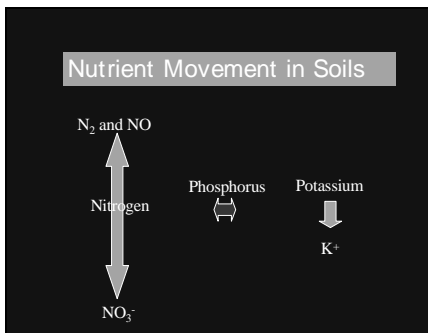 Nutrient Movement in Soils
N₂ and NO
Phosphorus
Potassium
Nitrogen
K⁺
NO₃⁻